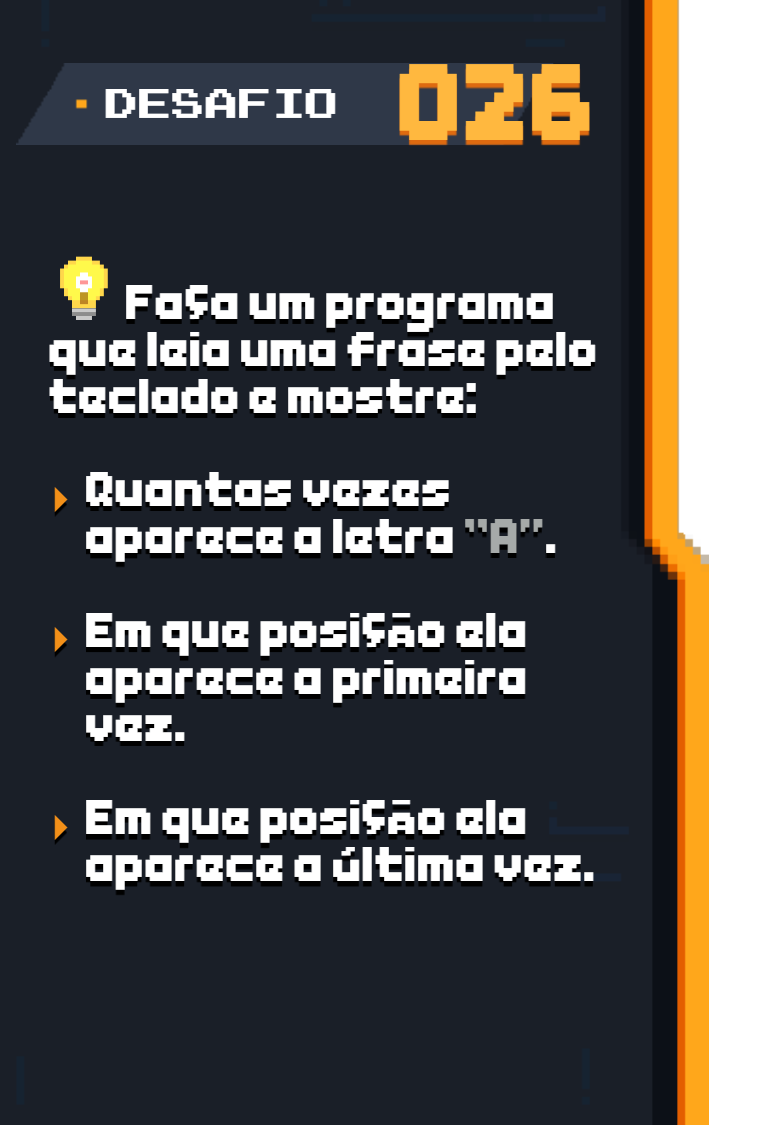 DESAFIO 026
Faça um programa
que leia uma frase pelo
teclado e mostre:
Quantas vezes
aparece a letra "A".
Em que posição ela
aparece a primeira
vez.
Em que posição ela
aparece a última vez.